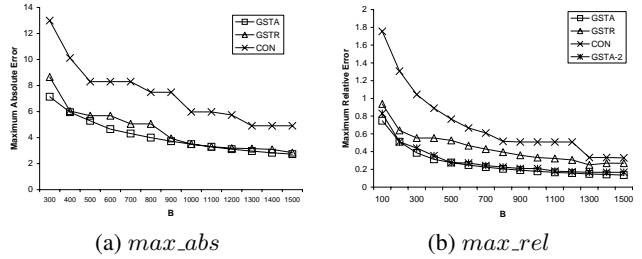 14
12
10
8
6
4
2
0
Maximum Absolute Error
300 400 500 600 700 800 900 1000 1100 1200 1300 1400 1500
B
GSTA
GSTR
CON
(a) max_abs
2
1.8
1.6
1.4
1.2
1
0.8
0.6
0.4
0.2
0
Maximum Relative Error
100 300 500 700 900 1100 1300 1500
B
GSTA
GSTR
CON
GSTA-2
(b) max_rel